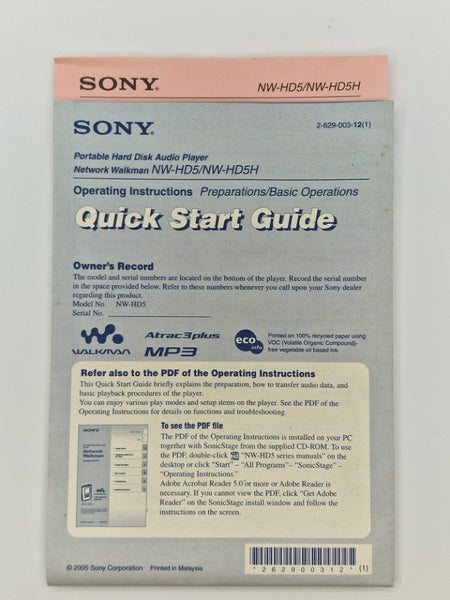 SONY®
NW-HD5/NW-HD5H
SONY®
2-629-003-12(1)
Portable Hard Disk Audio Player
Network Walkman NW-HD5/NW-HD5H
Operating Instructions Preparations/Basic Operations
Quick Start Guide
Owner's Record
The model and serial numbers are located on the bottom of the player. Record the serial number
in the space provided below. Refer to these numbers whenever you call upon your Sony dealer
regarding this product.
Model No. NW-HD5
Serial No.
WALKMAN
Atrac3plus
MP3
eco info
Printed on 100% recycled paper using
VOC (Volatile Organic Compound)-
free vegetable oil based ink.
Refer also to the PDF of the Operating Instructions
This Quick Start Guide briefly explains the preparation, how to transfer audio data, and
basic playback procedures of the player.
You can enjoy various play modes and setup items on the player. See the PDF of the
Operating Instructions for details on functions and troubleshooting.
SONY
Network
Walkman
To see the PDF file
The PDF of the Operating Instructions is installed on your PC
together with SonicStage from the supplied CD-ROM. To use
the PDF, double-click "NW-HD5 series manuals" on the
desktop or click "Start" – "All Programs"– "SonicStage" –
"Operating Instructions."
Adobe Acrobat Reader 5.0 or more or Adobe Reader is
necessary. If you cannot view the PDF, click "Get Adobe
Reader" on the SonicStage install window and follow the
instructions on the screen.
© 2005 Sony Corporation Printed in Malaysia
*262900312* (1)